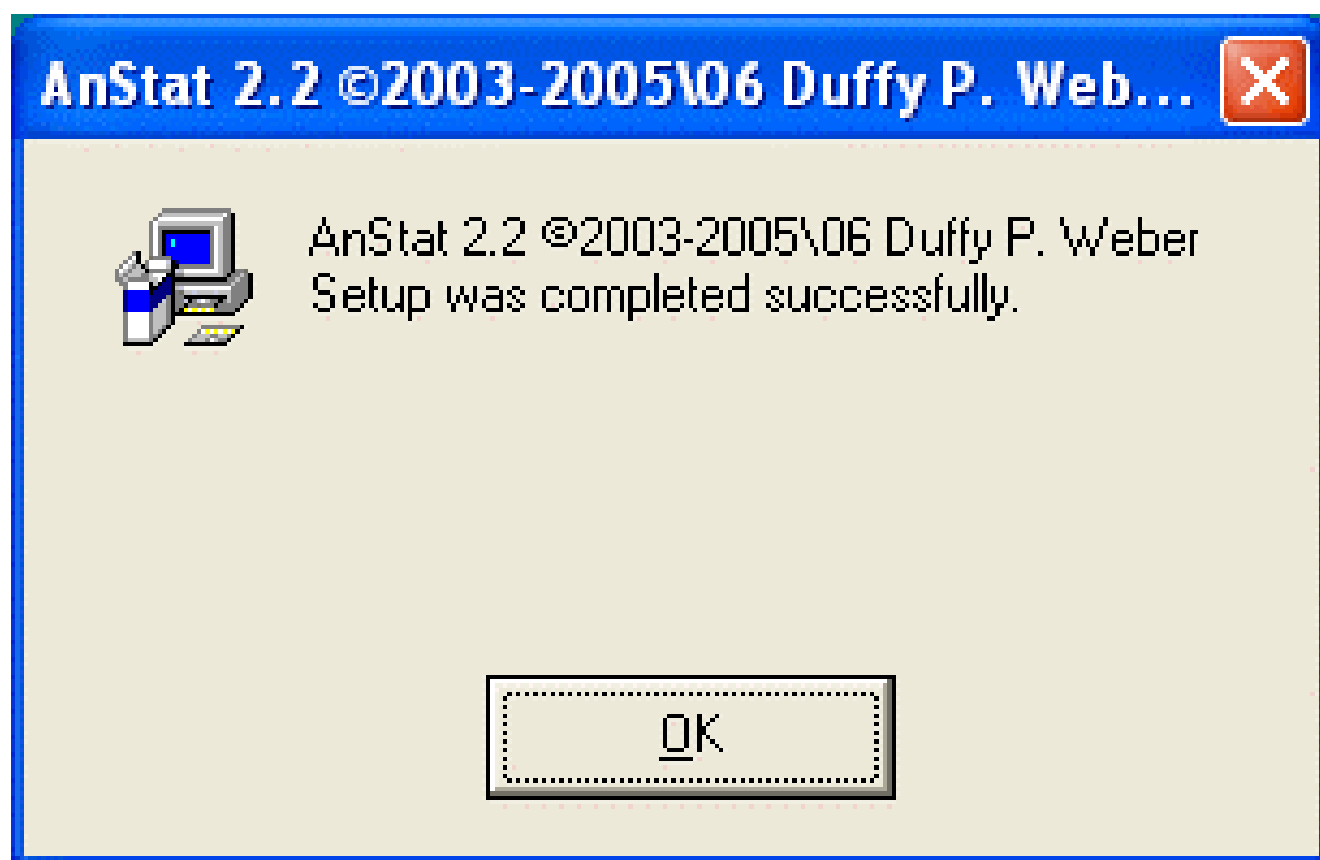 AnStat 2.2 ©2003-2005\06 Duffy P. Web...
AnStat 2.2 ©2003-2005\06 Duffy P. Weber
Setup was completed successfully.
OK